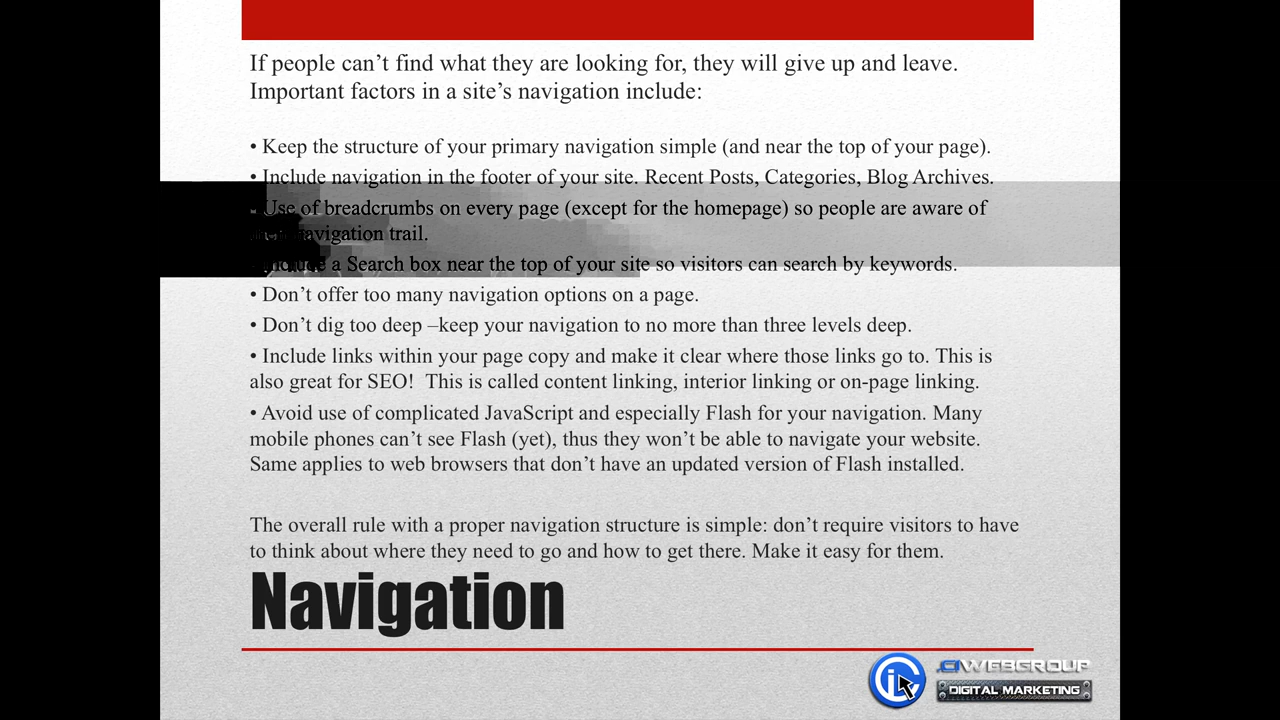 If people can’t find what they are looking for, they will give up and leave.
Important factors in a site’s navigation include:
• Keep the structure of your primary navigation simple (and near the top of your page).
• Include navigation in the footer of your site. Recent Posts, Categories, Blog Archives.
Use of breadcrumbs on every page (except for the homepage) so people are aware of
navigation trail.
Include a Search box near the top of your site so visitors can search by keywords.
• Don’t offer too many navigation options on a page.
• Don’t dig too deep –keep your navigation to no more than three levels deep.
• Include links within your page copy and make it clear where those links go to. This is
also great for SEO!  This is called content linking, interior linking or on-page linking.
• Avoid use of complicated JavaScript and especially Flash for your navigation. Many
mobile phones can’t see Flash (yet), thus they won’t be able to navigate your website.
Same applies to web browsers that don’t have an updated version of Flash installed.
The overall rule with a proper navigation structure is simple: don’t require visitors to have
to think about where they need to go and how to get there. Make it easy for them.
Navigation
CIWEBGROUP
DIGITAL MARKETING